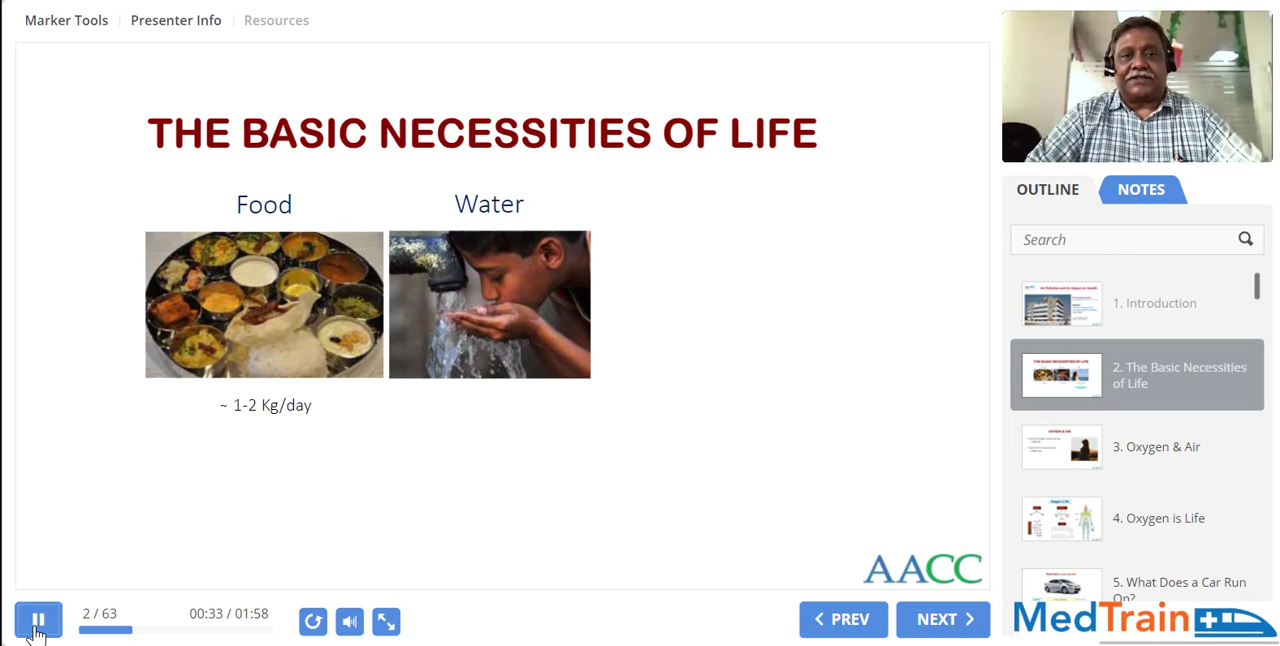 Marker Tools
Presenter Info
Resources
THE BASIC NECESSITIES OF LIFE
Food
Water
~ 1-2 Kg/day
AACC
2 / 63
00:33 / 01:58
PREV
NEXT
OUTLINE
NOTES
Search
1. Introduction
2. The Basic Necessities
of Life
3. Oxygen & Air
4. Oxygen is Life
5. What Does a Car Run
On?
MedTrain